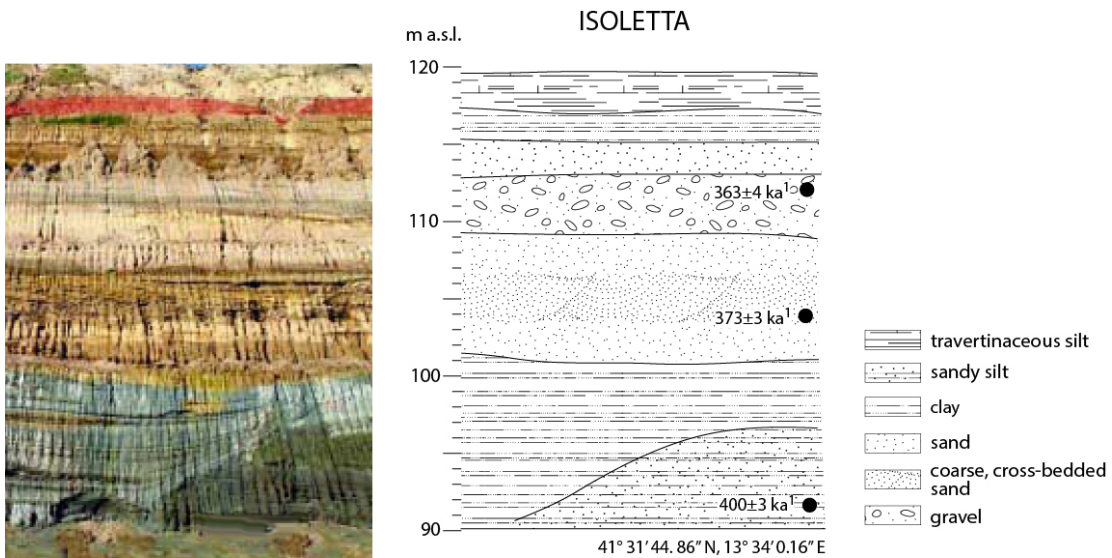 ISOLETTA
m a.s.l.
120
363±4 ka1
110
373±3 ka1
100
400±3 ka1
90
41° 31′ 44. 86″ N, 13° 34′ 0.16″ E
travertinaceous silt
sandy silt
clay
sand
coarse, cross-bedded
sand
gravel